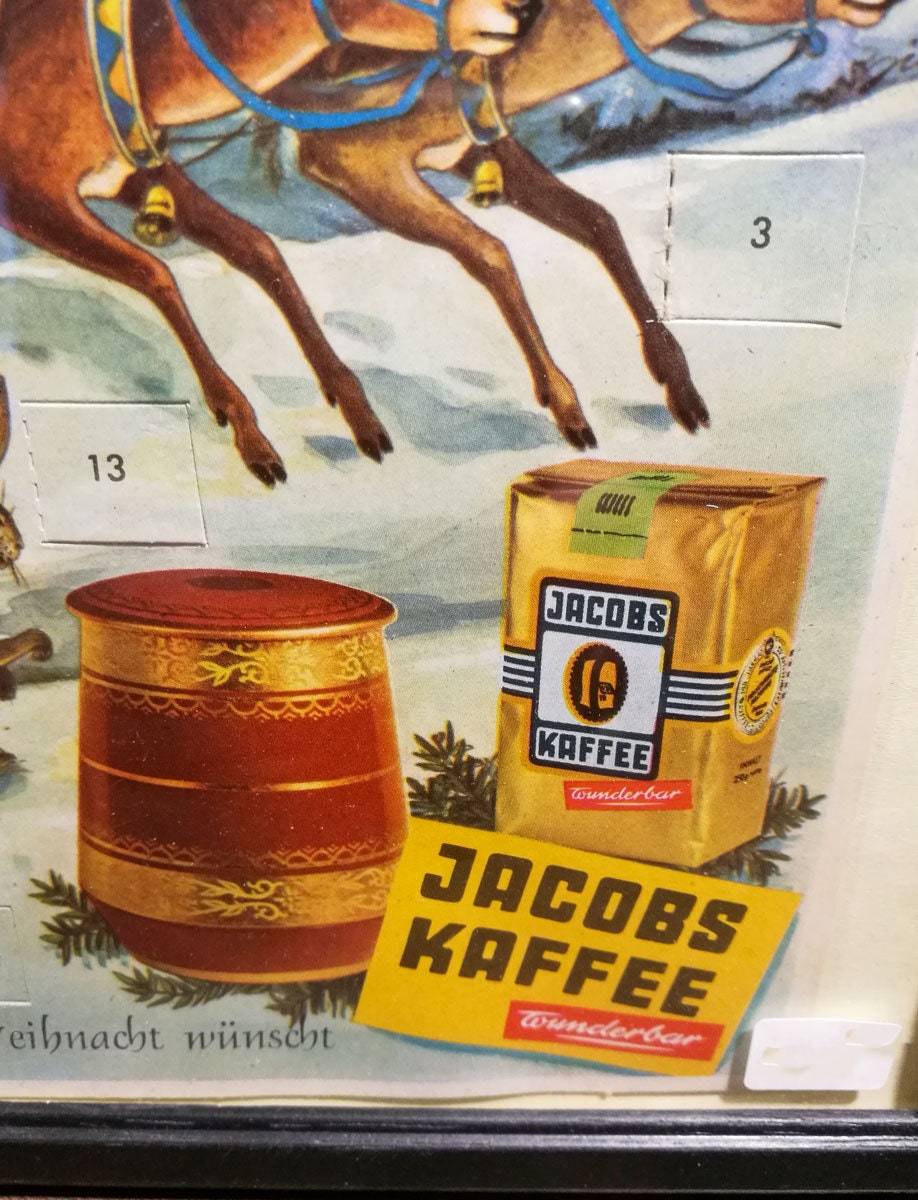 3
13
JACOBS
KAFFEE
wunderbar
JACOBS
KAFFEE
wunderbar
eihnacht wünscht